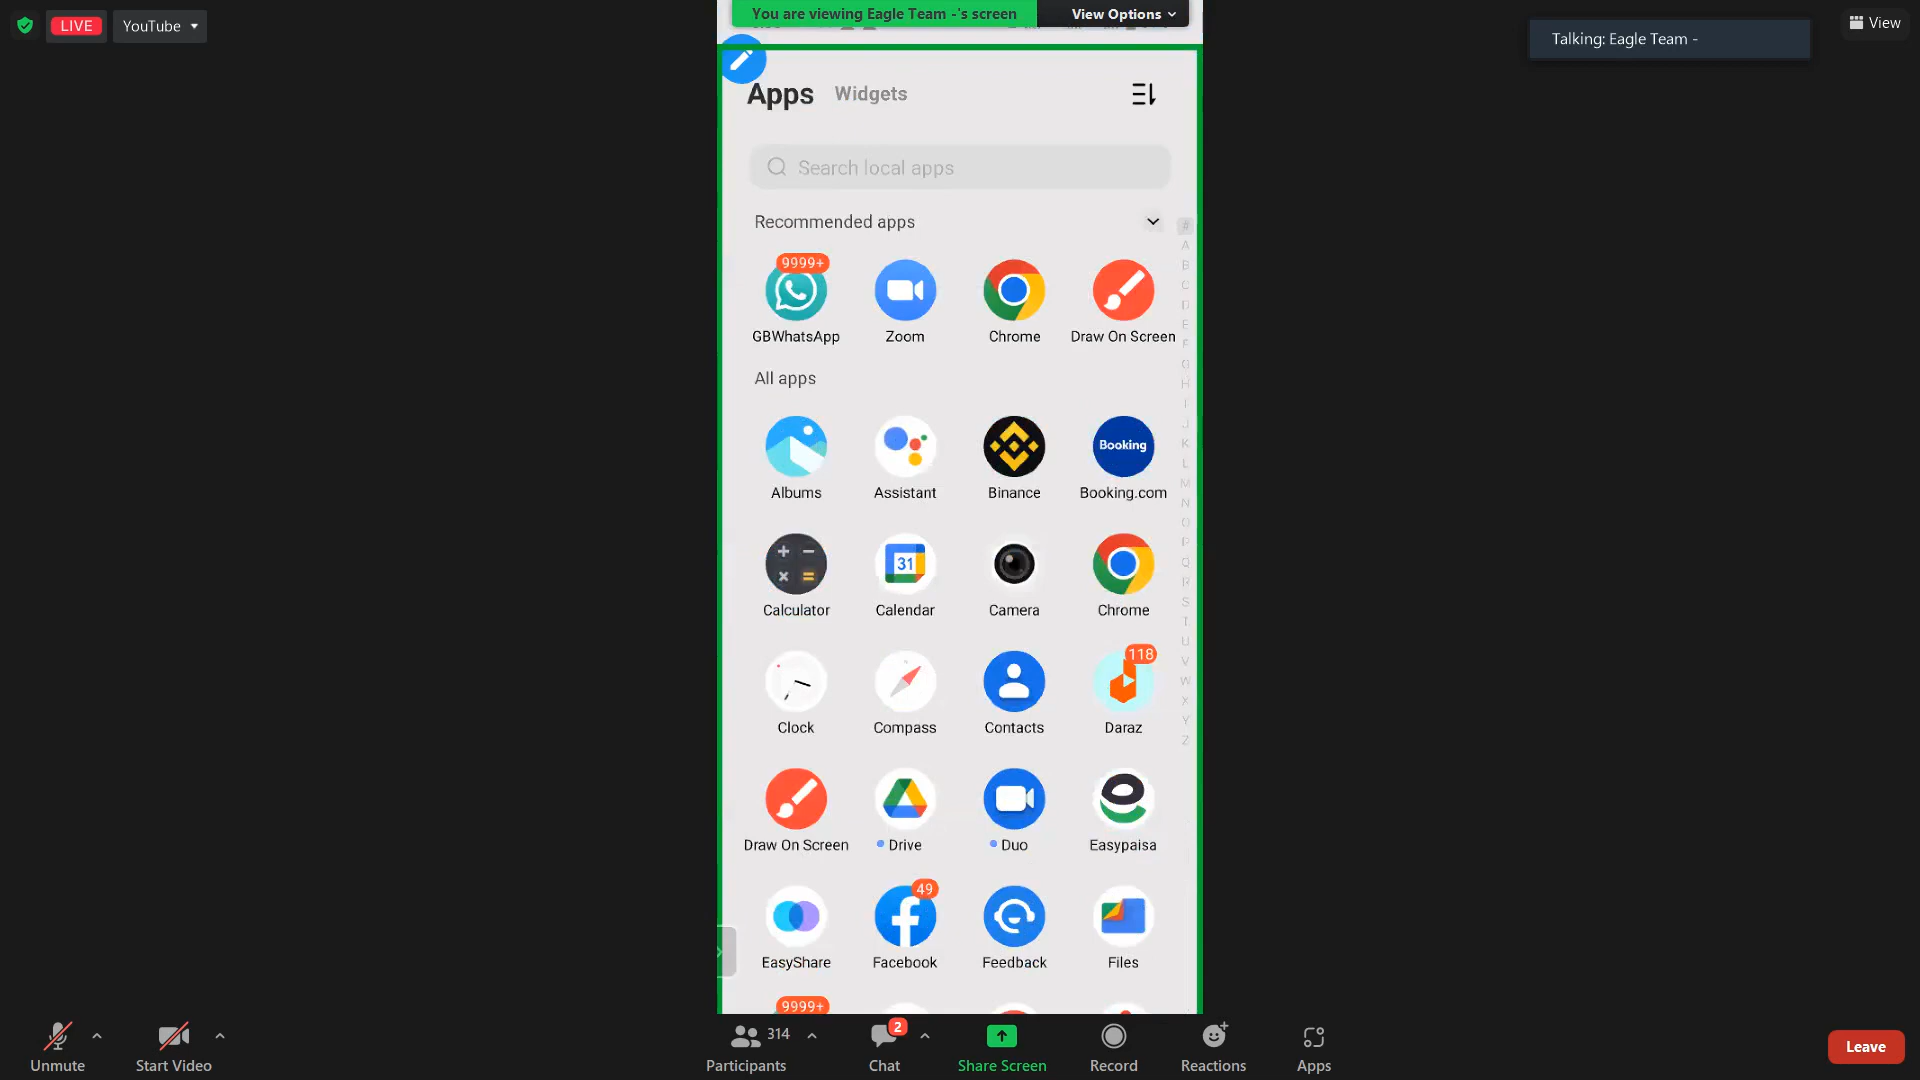 LIVE
YouTube
You are viewing Eagle Team -'s screen
View Options
Talking: Eagle Team -
View
Apps
Widgets
Search local apps
Recommended apps
9999+
GBWhatsApp
Zoom
Chrome
Draw On Screen
All apps
Booking
Albums
Assistant
Binance
Booking.com
31
Calculator
Calendar
Camera
Chrome
118
Clock
Compass
Contacts
Daraz
Draw On Screen
Drive
Duo
Easypaisa
49
EasyShare
Facebook
Feedback
Files
9999+
#
A
B
C
D
E
F
G
H
I
J
K
L
M
N
O
P
Q
R
S
T
U
V
W
X
Y
Z
Unmute
Start Video
314
Participants
2
Chat
Share Screen
Record
Reactions
Apps
Leave